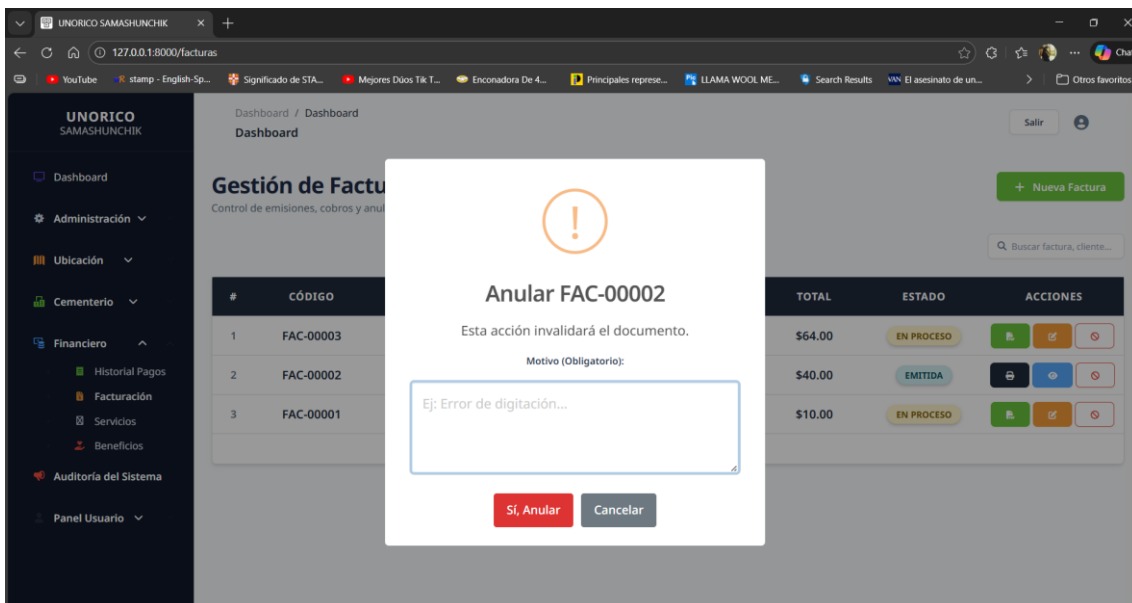 UNORICO SAMASHUNCHIK
127.0.0.1:8000/facturas
Chat
YouTube stamp - English-Sp... Significado de STA... Mejores Dúos Tik T... Enconadora De 4... Principales represe... LLAMA WOOL ME... Search Results El asesinato de un... Otros favoritos
UNORICO
SAMASHUNCHIK
Dashboard / Dashboard
Dashboard
Salir
Dashboard
Administración
Ubicación
Cementerio
Financiero
Historial Pagos
Facturación
Servicios
Beneficios
Auditoría del Sistema
Panel Usuario
Gestión de Factu
Control de emisiones, cobros y anul
+ Nueva Factura
Buscar factura, cliente...
# CÓDIGO TOTAL ESTADO ACCIONES
1 FAC-00003 $64.00 EN PROCESO
2 FAC-00002 $40.00 EMITIDA
3 FAC-00001 $10.00 EN PROCESO
!
Anular FAC-00002
Esta acción invalidará el documento.
Motivo (Obligatorio):
Ej: Error de digitación...
Sí, Anular
Cancelar